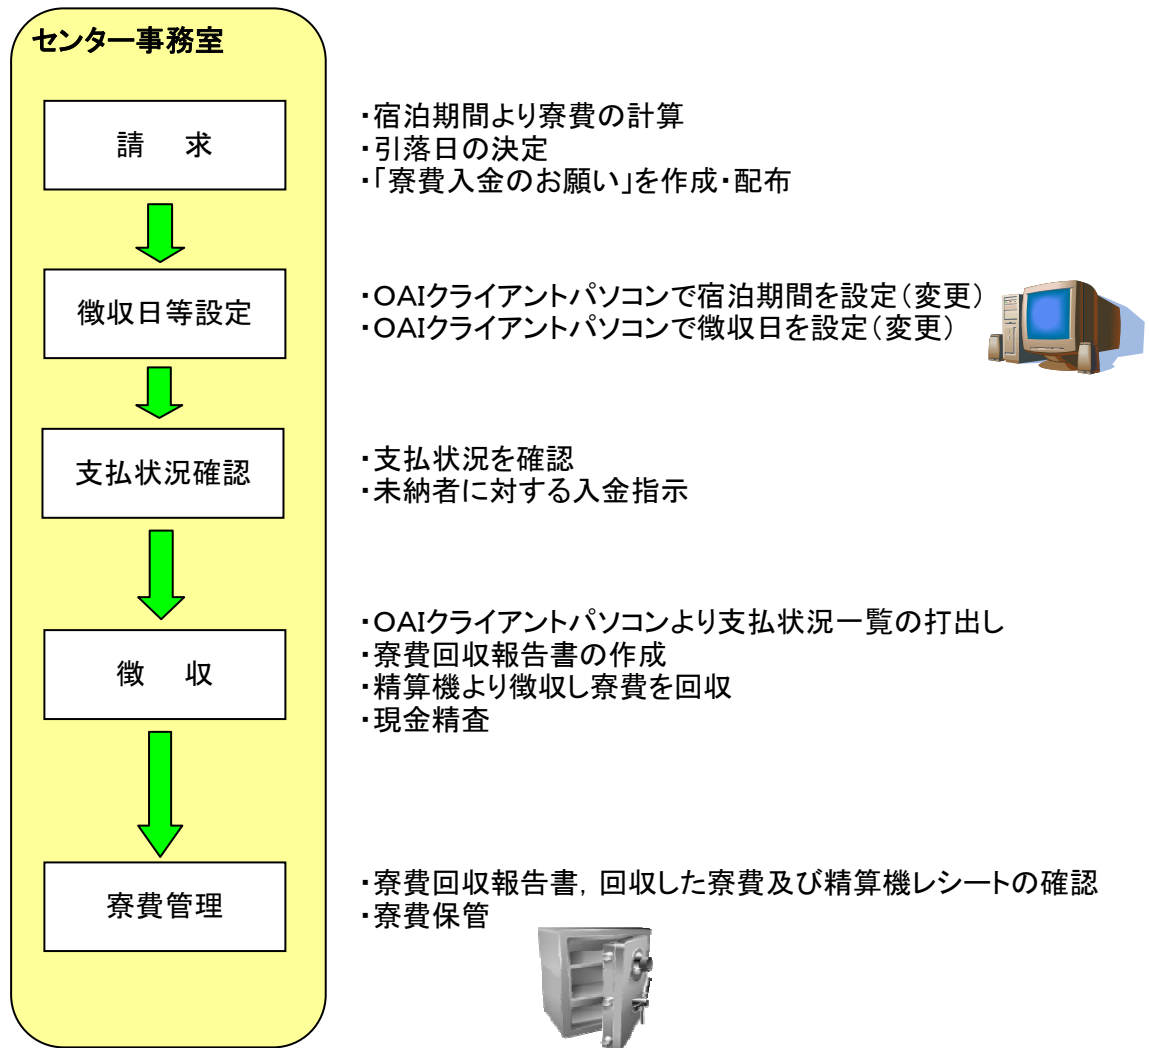 センター事務室
請　求
・宿泊期間より寮費の計算
・引落日の決定
・「寮費入金のお願い」を作成・配布
徴収日等設定
・ＯＡＩクライアントパソコンで宿泊期間を設定（変更）
・ＯＡＩクライアントパソコンで徴収日を設定（変更）
支払状況確認
・支払状況を確認
・未納者に対する入金指示
徴　収
・ＯＡＩクライアントパソコンより支払状況一覧の打出し
・寮費回収報告書の作成
・精算機より徴収し寮費を回収
・現金精査
寮費管理
・寮費回収報告書，回収した寮費及び精算機レシートの確認
・寮費保管